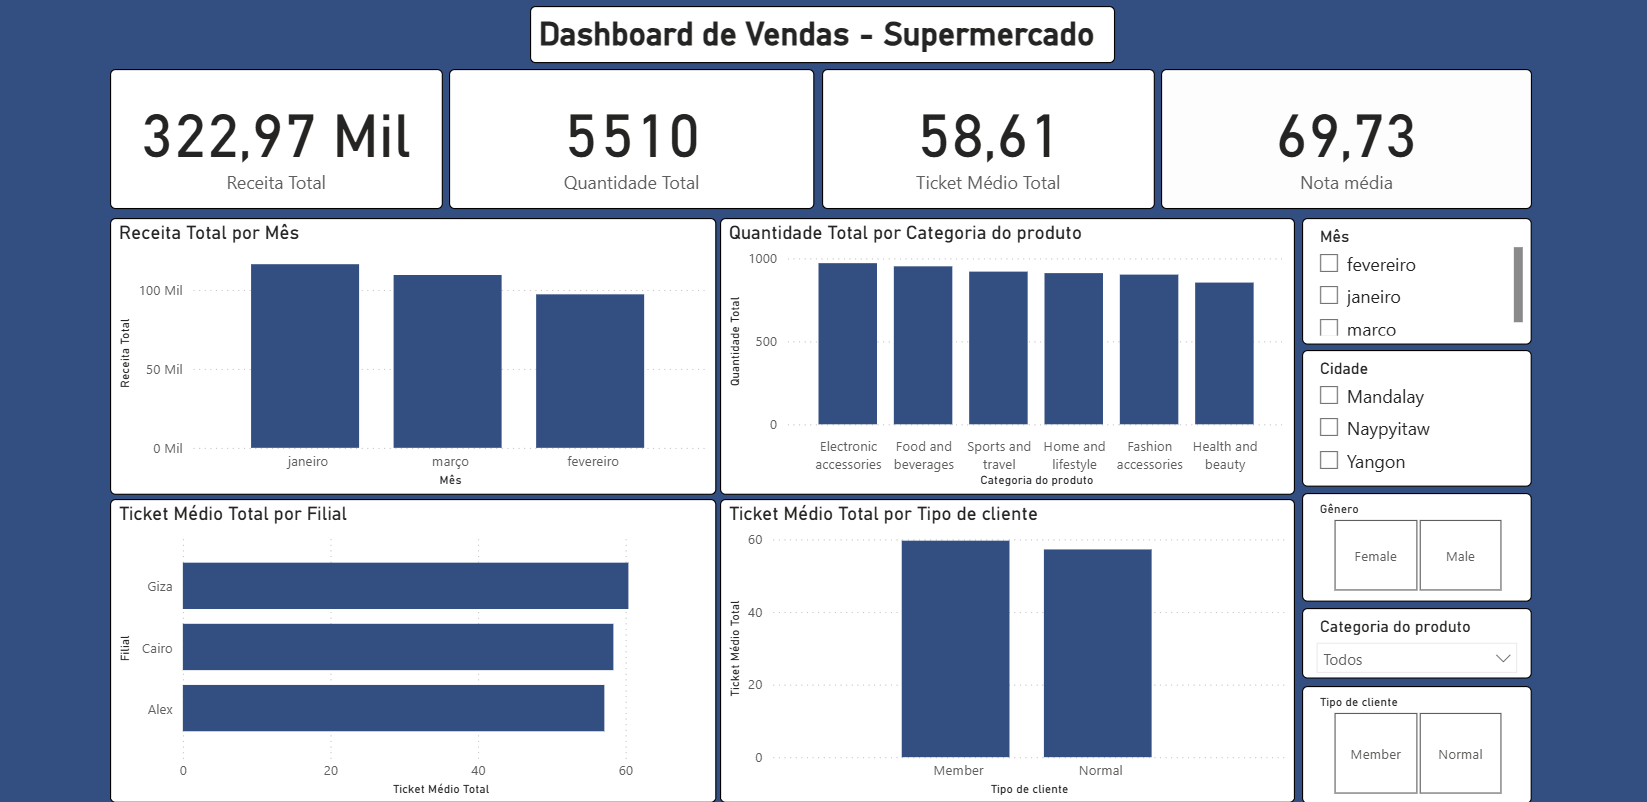 Dashboard de Vendas - Supermercado
322,97 Mil
Receita Total
5510
Quantidade Total
58,61
Ticket Médio Total
69,73
Nota média
Receita Total por Mês
100 Mil
50 Mil
0 Mil
Receita Total
janeiro
março
fevereiro
Mês
Quantidade Total por Categoria do produto
1000
500
0
Quantidade Total
Electronic accessories
Food and beverages
Sports and travel
Home and lifestyle
Fashion accessories
Health and beauty
Categoria do produto
Mês
fevereiro
janeiro
março
Cidade
Mandalay
Naypyitaw
Yangon
Ticket Médio Total por Filial
Giza
Cairo
Alex
Filial
0
20
40
60
Ticket Médio Total
Ticket Médio Total por Tipo de cliente
60
40
20
0
Ticket Médio Total
Member
Normal
Tipo de cliente
Gênero
Female
Male
Categoria do produto
Todos
Tipo de cliente
Member
Normal